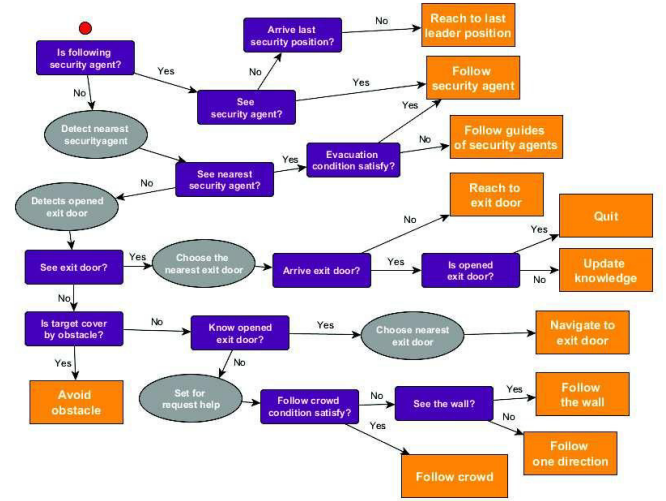 Is following
security agent?
Yes
No
Arrive last
security position?
No
Reach to last
leader position
No
See
security agent?
Yes
Follow
security agent
Detect nearest
securityagent
See nearest
security agent?
Yes
Evacuation
condition satisfy?
Yes
No
Follow guides
of security agents
No
Detects opened
exit door
See exit door?
Yes
Choose the
nearest exit door
Arrive exit door?
No
Reach to
exit door
Yes
Is opened
exit door?
Yes
Quit
No
Update
knowledge
No
Is target cover
by obstacle?
Yes
Avoid
obstacle
No
Know opened
exit door?
Yes
Choose nearest
exit door
Navigate to
exit door
No
Set for
request help
Follow crowd
condition satisfy?
No
See the wall?
Yes
Follow
the wall
No
Follow
one direction
Yes
Follow crowd